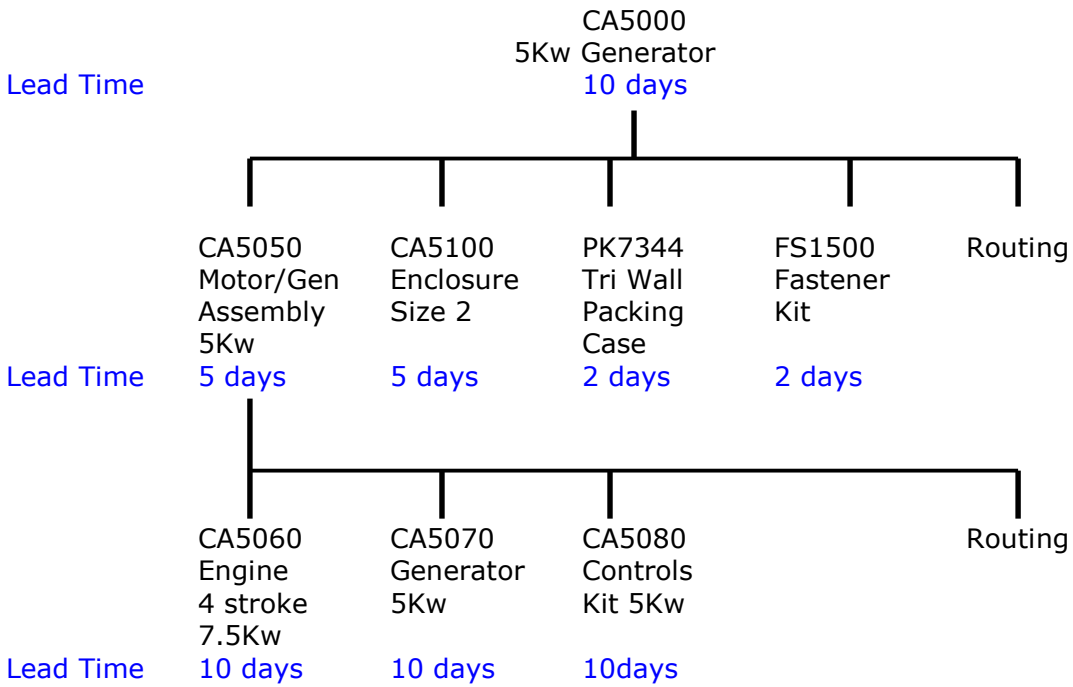 CA5000
5Kw Generator
Lead Time 10 days
CA5050 CA5100 PK7344 FS1500 Routing
Motor/Gen Enclosure Tri Wall Fastener
Assembly Size 2 Packing Kit
5Kw Case
Lead Time 5 days 5 days 2 days 2 days
CA5060 CA5070 CA5080 Routing
Engine Generator Controls
4 stroke 5Kw Kit 5Kw
7.5Kw
Lead Time 10 days 10 days 10days